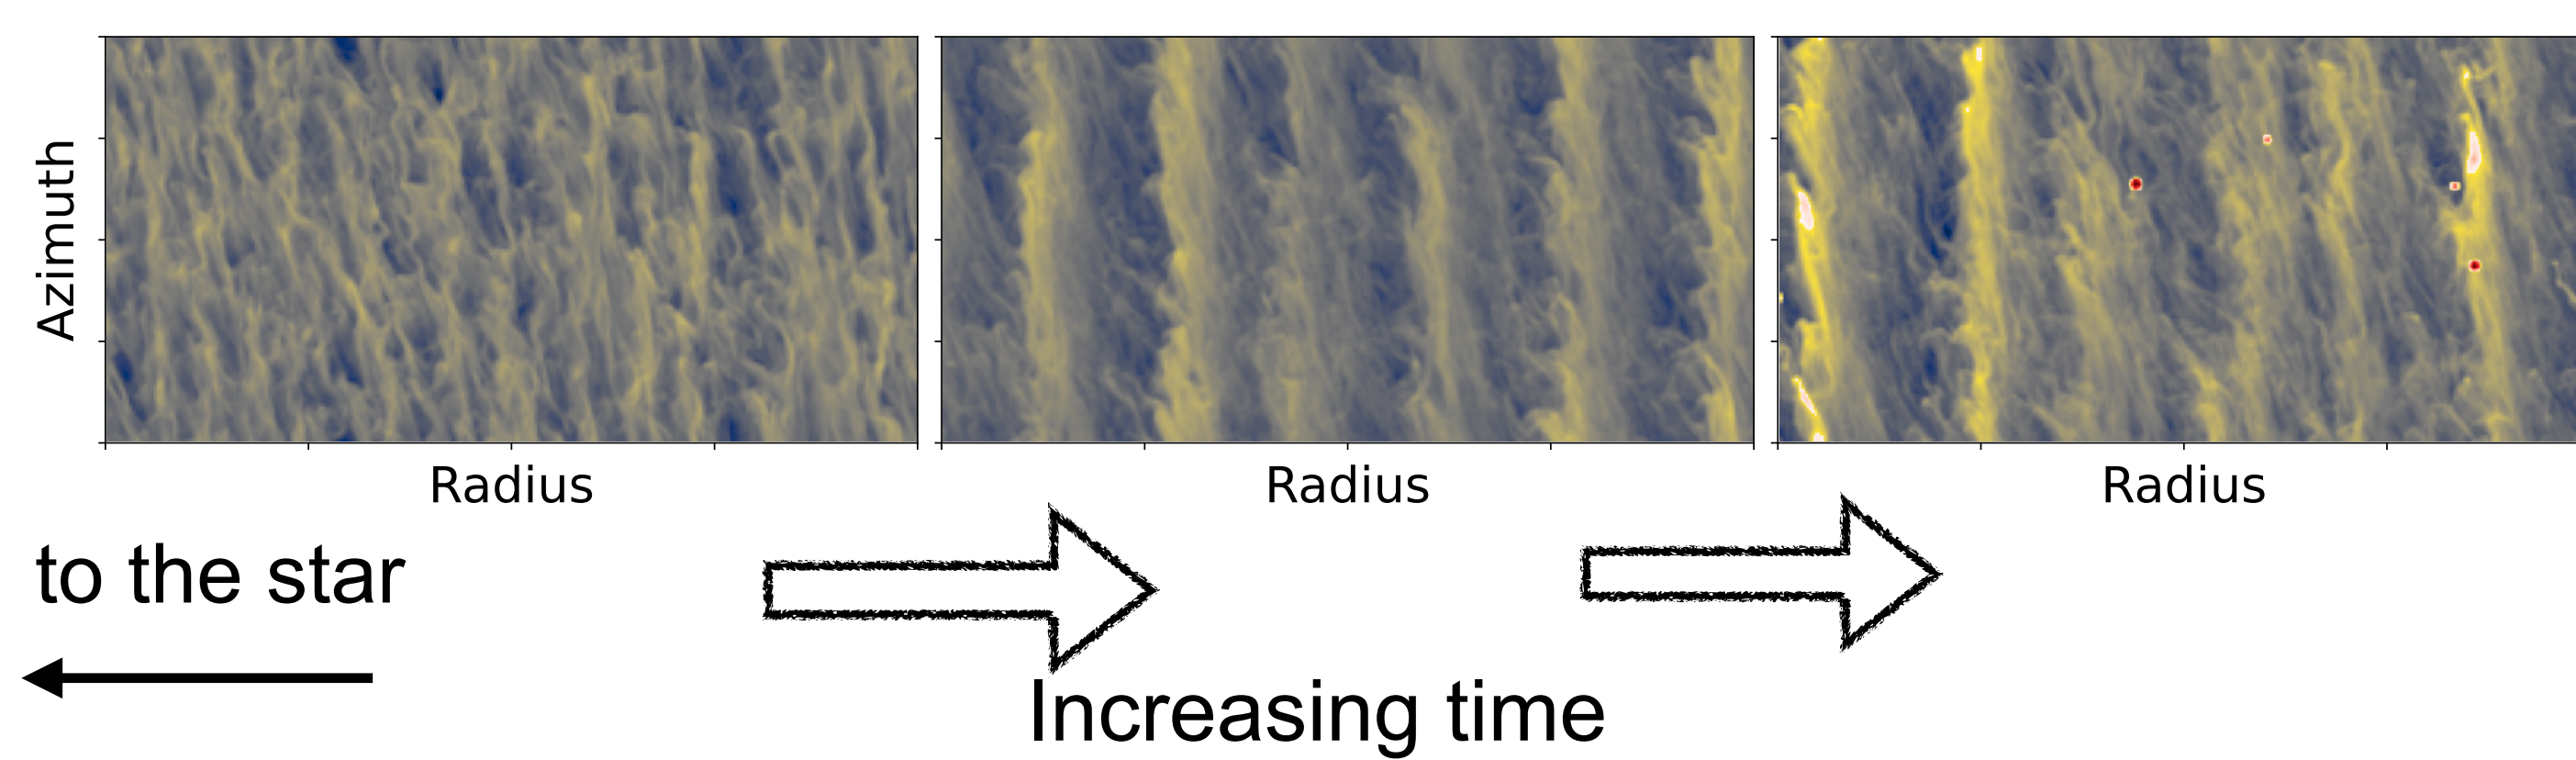 Azimuth
Radius
Radius
Radius
to the star
Increasing time